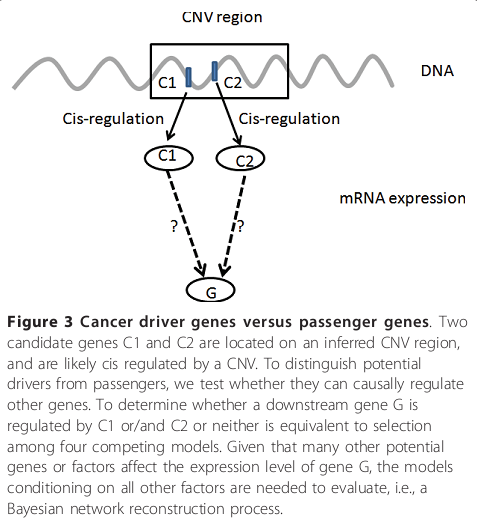 CNV region
DNA
C1 C2
Cis-regulation Cis-regulation
C1 C2
mRNA expression
? ?
G
Figure 3 Cancer driver genes versus passenger genes. Two
candidate genes C1 and C2 are located on an inferred CNV region,
and are likely cis regulated by a CNV. To distinguish potential
drivers from passengers, we test whether they can causally regulate
other genes. To determine whether a downstream gene G is
regulated by C1 or/and C2 or neither is equivalent to selection
among four competing models. Given that many other potential
genes or factors affect the expression level of gene G, the models
conditioning on all other factors are needed to evaluate, i.e., a
Bayesian network reconstruction process.